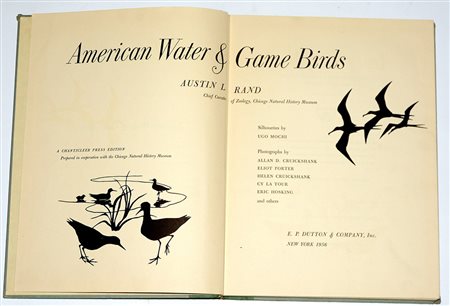 American Water & Game Birds
AUSTIN L. RAND
Chief Curator of Zoology, Chicago Natural History Museum
A CHANTICLEER PRESS EDITION
Prepared in cooperation with the Chicago Natural History Museum
Silhouettes by
UGO MOCHI
Photographs by
ALLAN D. CRUICKSHANK
ELIOT PORTER
HELEN CRUICKSHANK
CY LA TOUR
ERIC HOSKING
and others
E. P. DUTTON & COMPANY, Inc.
NEW YORK 1956